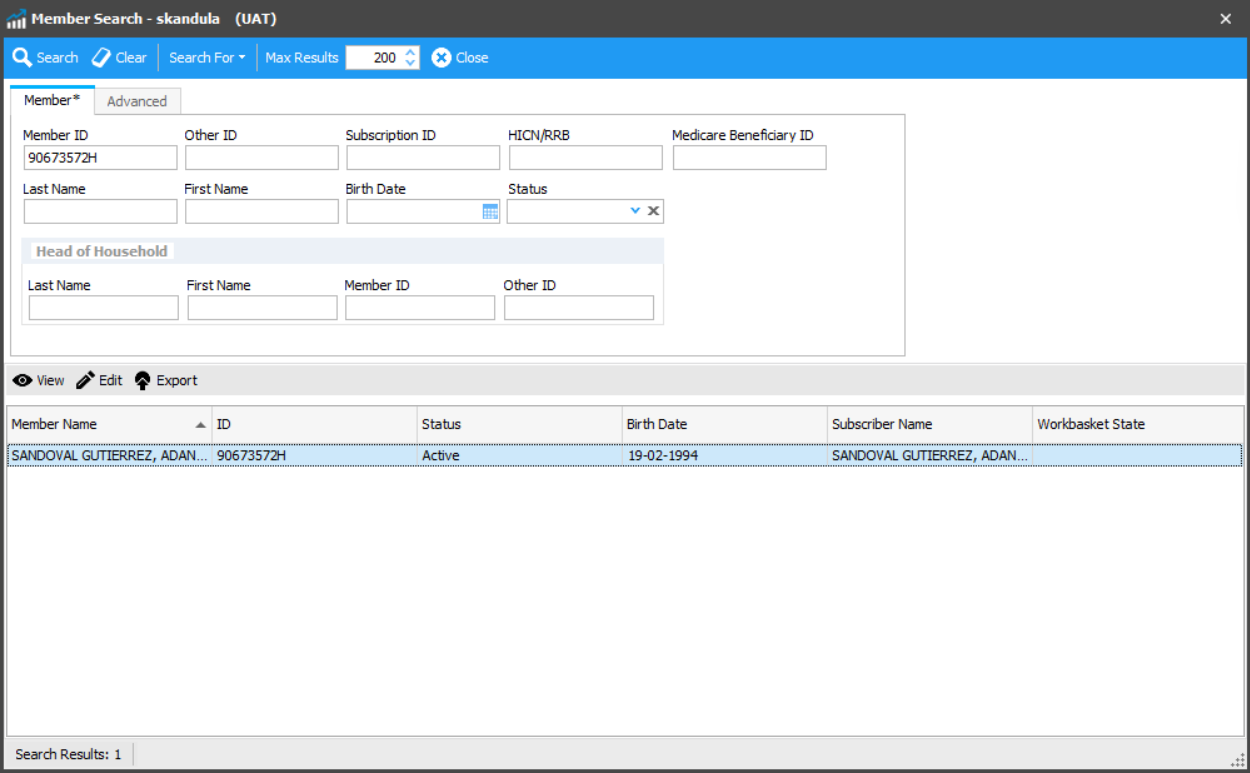 Member Search - skandula (UAT)
Search Clear Search For Max Results 200 Close
Member* Advanced
Member ID Other ID Subscription ID HICN/RRB Medicare Beneficiary ID
90673572H
Last Name First Name Birth Date Status
Head of Household
Last Name First Name Member ID Other ID
View Edit Export
Member Name ID Status Birth Date Subscriber Name Workbasket State
SANDOVAL GUTIERREZ, ADAN... 90673572H Active 19-02-1994 SANDOVAL GUTIERREZ, ADAN...
Search Results: 1